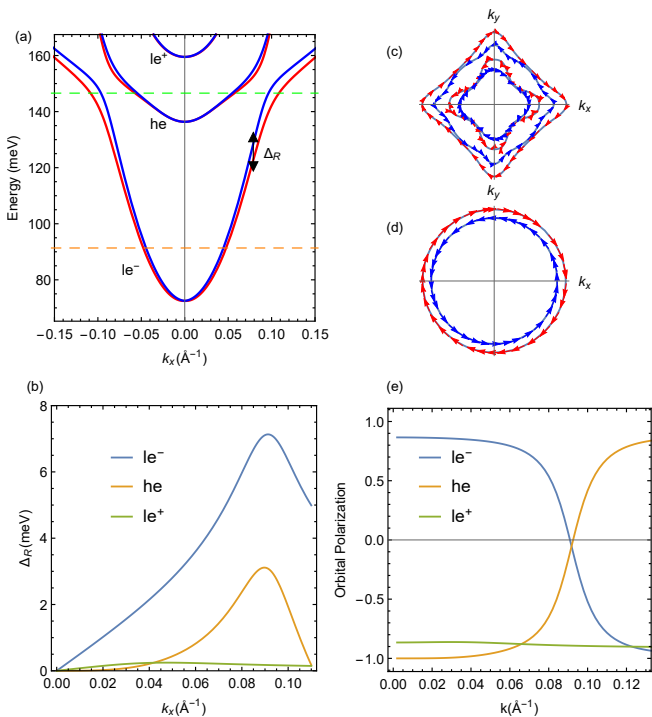 (a)
160
140
120
100
80
Energy (meV)
le⁺
he
Δ_R
le⁻
−0.15 −0.10 −0.05 0.00 0.05 0.10 0.15
k_x(Å⁻¹)
(c)
k_y
k_x
k_y
(d)
k_x
(b)
8
6
4
2
0
Δ_R(meV)
le⁻
he
le⁺
0.00 0.02 0.04 0.06 0.08 0.10
k_x(Å⁻¹)
(e)
1.0
0.5
0.0
−0.5
−1.0
Orbital Polarization
le⁻
he
le⁺
0.00 0.02 0.04 0.06 0.08 0.10 0.12
k(Å⁻¹)